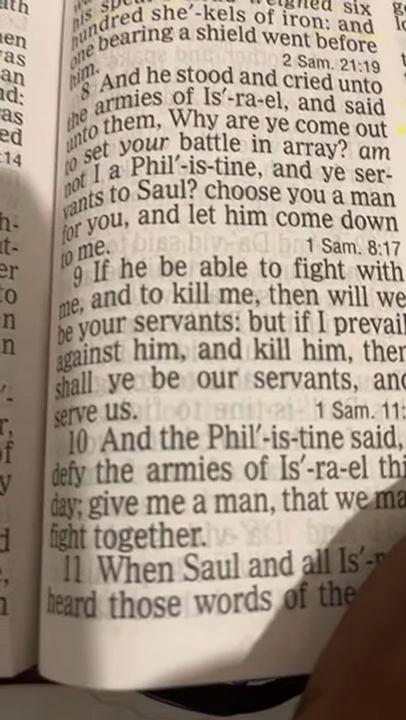 his weighed six
hundred she′-kels of iron: and
one bearing a shield went before
him. 2 Sam. 21:19
8 And he stood and cried unto
the armies of Is′-ra-el, and said
unto them, Why are ye come out
to set your battle in array? am
not I a Phil′-is-tine, and ye ser-
vants to Saul? choose you a man
for you, and let him come down
to me. 1 Sam. 8:17
9 If he be able to fight with
me, and to kill me, then will we
be your servants: but if I prevail
against him, and kill him, then
shall ye be our servants, and
serve us. 1 Sam. 11:
10 And the Phil′-is-tine said,
defy the armies of Is′-ra-el thi
day; give me a man, that we ma
fight together.
11 When Saul and all Is′-r
heard those words of the